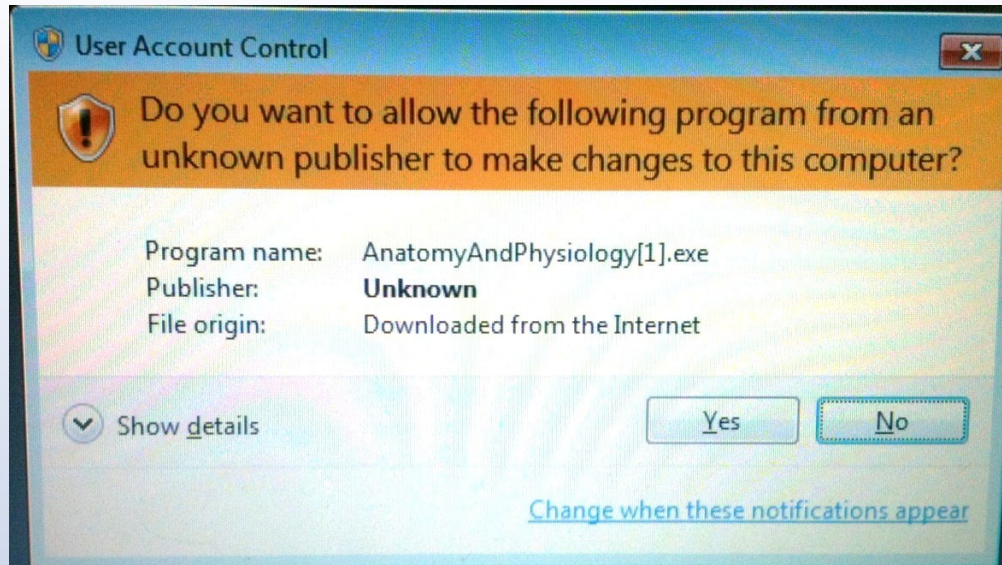 User Account Control
Do you want to allow the following program from an
unknown publisher to make changes to this computer?
Program name: AnatomyAndPhysiology[1].exe
Publisher: Unknown
File origin: Downloaded from the Internet
Show details
Yes No
Change when these notifications appear